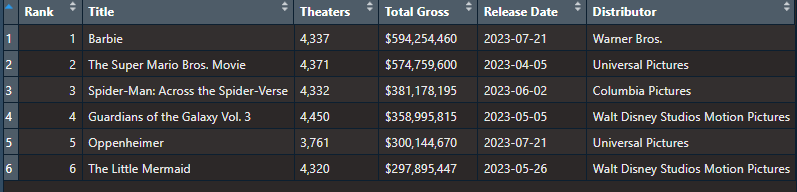 Rank Title Theaters Total Gross Release Date Distributor
1 1 Barbie 4,337 $594,254,460 2023-07-21 Warner Bros.
2 2 The Super Mario Bros. Movie 4,371 $574,759,600 2023-04-05 Universal Pictures
3 3 Spider-Man: Across the Spider-Verse 4,332 $381,178,195 2023-06-02 Columbia Pictures
4 4 Guardians of the Galaxy Vol. 3 4,450 $358,995,815 2023-05-05 Walt Disney Studios Motion Pictures
5 5 Oppenheimer 3,761 $300,144,670 2023-07-21 Universal Pictures
6 6 The Little Mermaid 4,320 $297,895,447 2023-05-26 Walt Disney Studios Motion Pictures